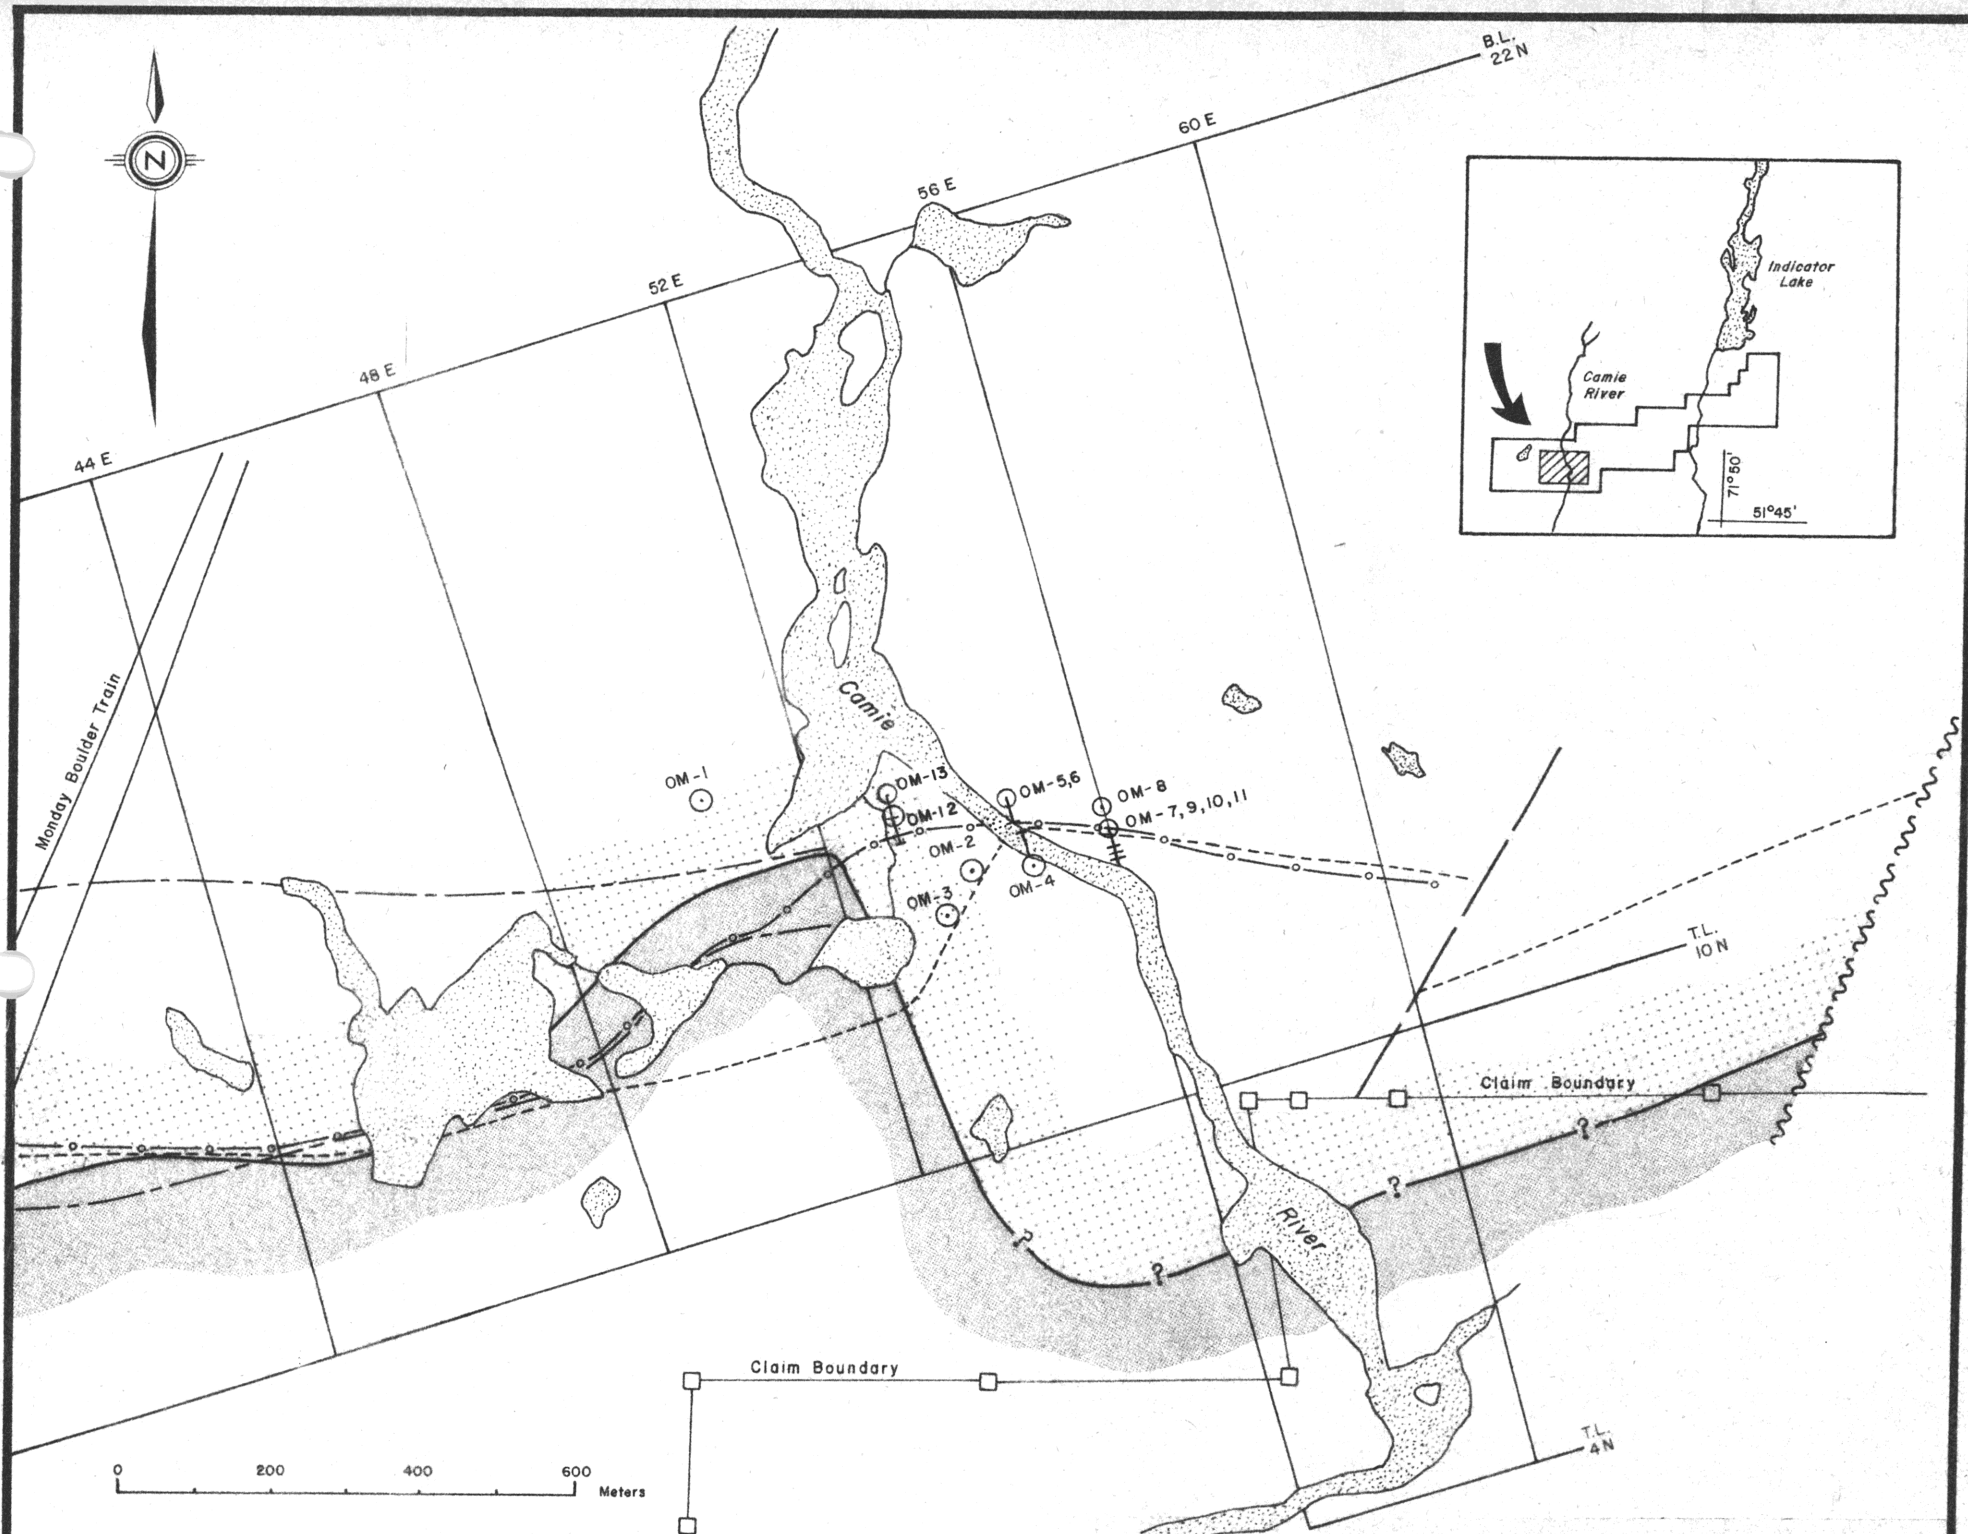 B.L.
22 N
60 E
56 E
52 E
48 E
44 E
N
Indicator
Lake
Camie
River
71°50'
51°45'
Monday Boulder Train
Camie
OM-1
OM-13
OM-12
OM-5,6
OM-8
OM-7,9,10,11
OM-2
OM-4
OM-3
T.L.
10 N
Claim Boundary
?
?
River
?
?
Claim Boundary
T.L.
4 N
0 200 400 600
Meters